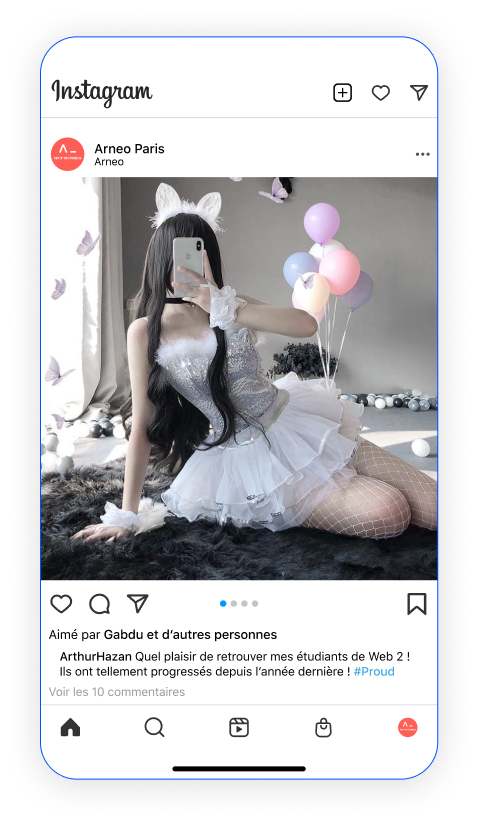 Instagram
Arneo Paris
Arneo
Aimé par Gabdu et d’autres personnes
ArthurHazan Quel plaisir de retrouver mes étudiants de Web 2 !
Ils ont tellement progressés depuis l’année dernière ! #Proud
Voir les 10 commentaires